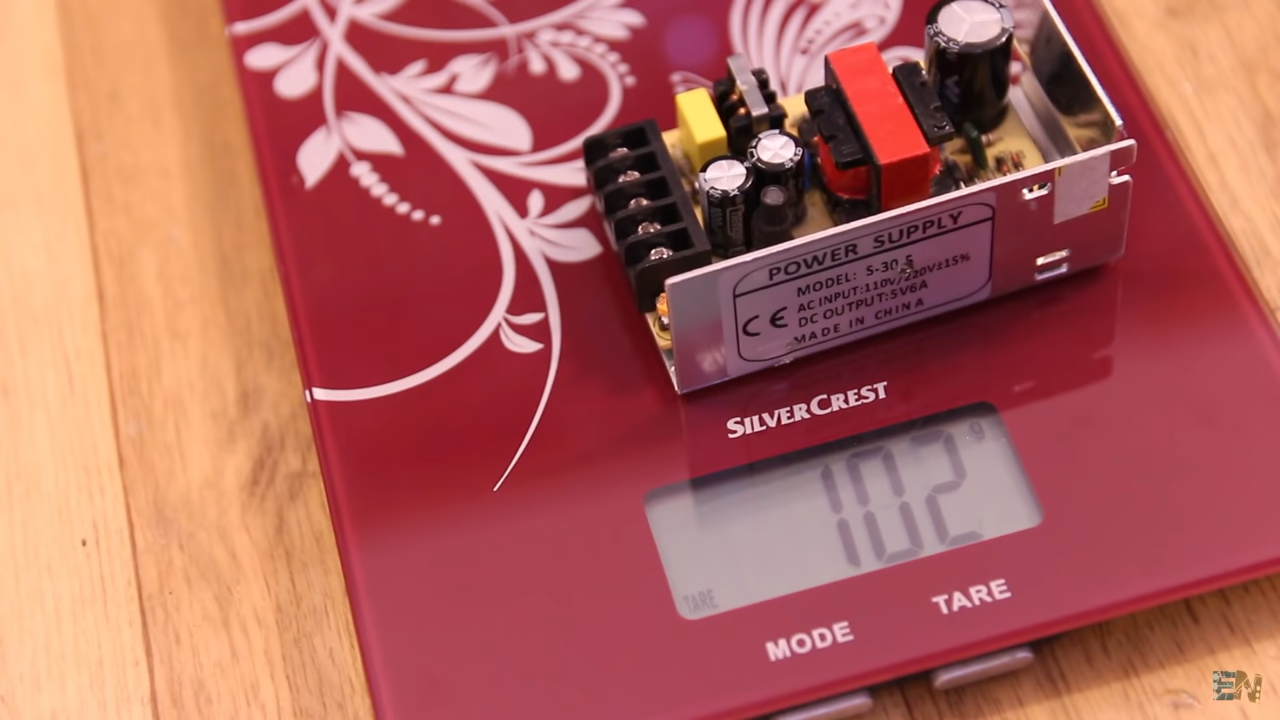 POWER SUPPLY
MODEL: S-30-5
AC INPUT:110V/220V±15%
DC OUTPUT:5V6A
MADE IN CHINA
CE
SILVERCREST
102 g
TARE
MODE
TARE
EN